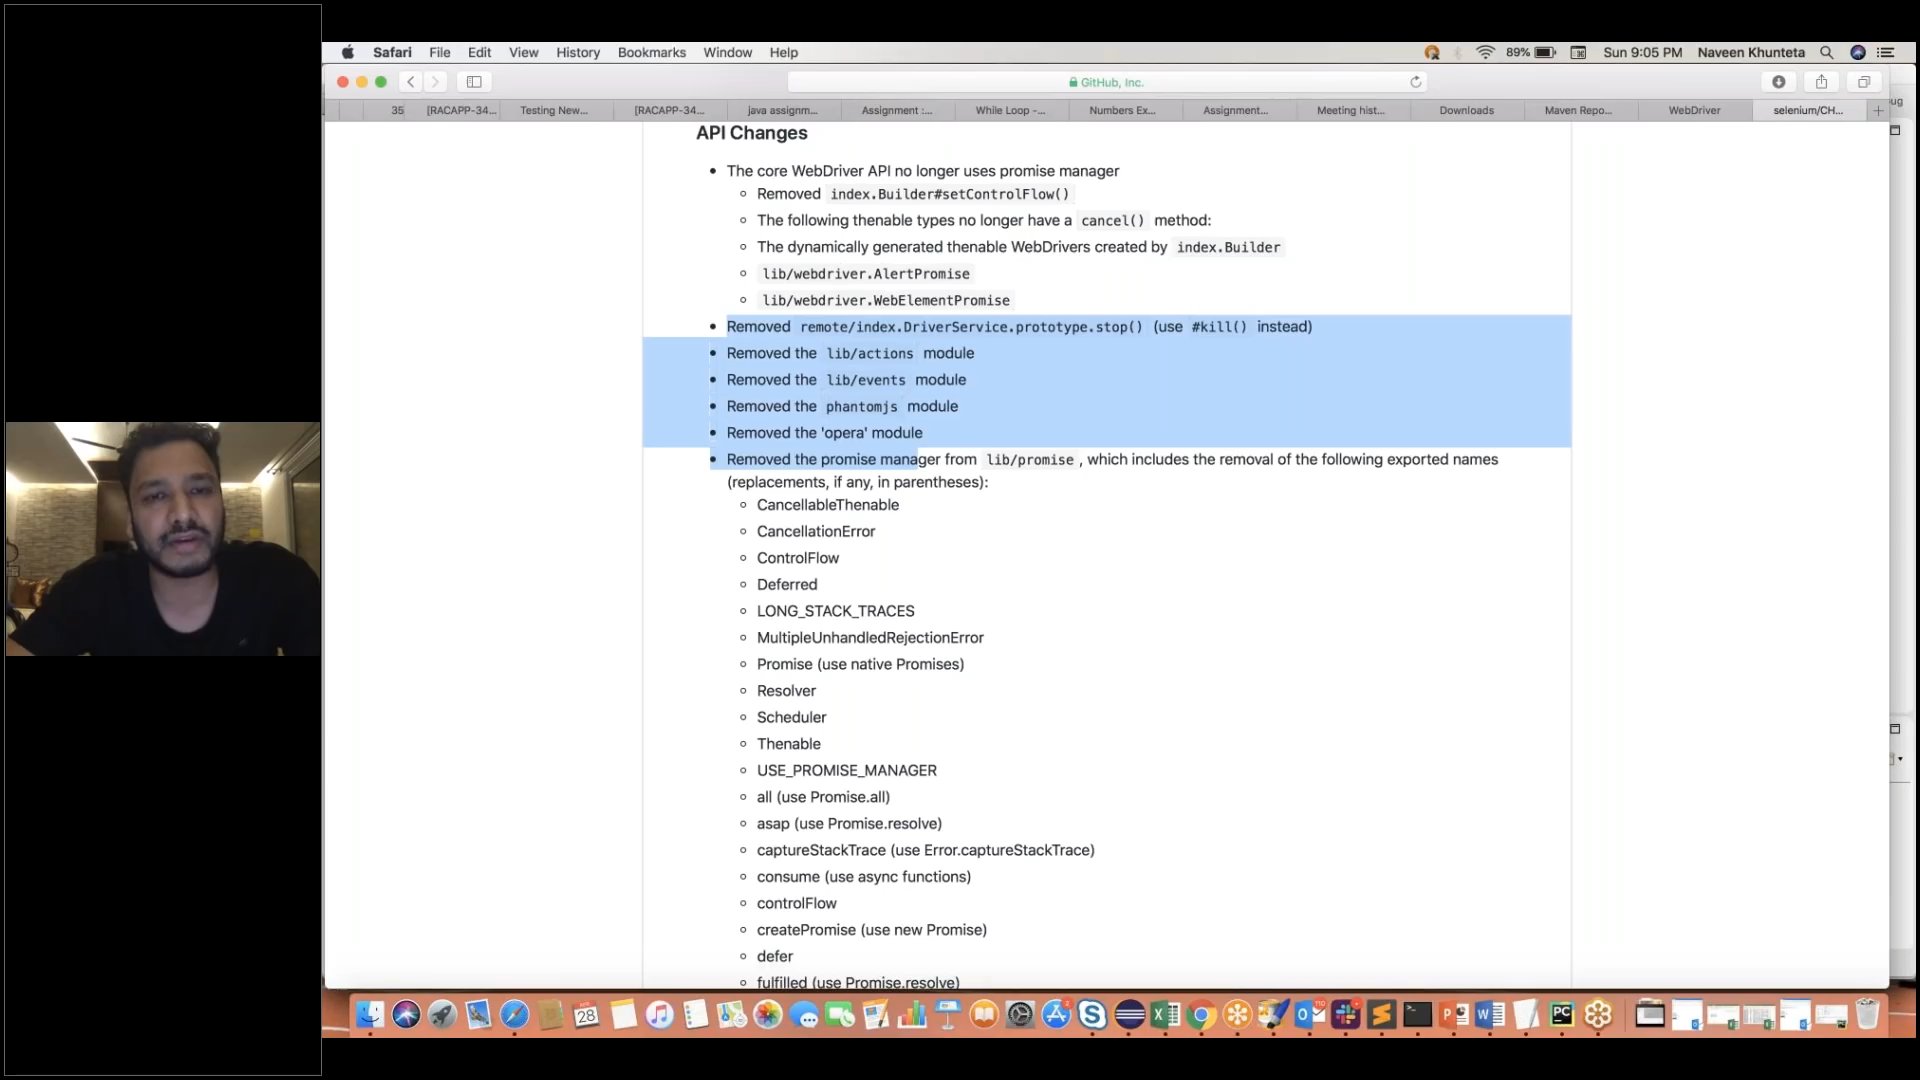 Safari File Edit View History Bookmarks Window Help 89% Sun 9:05 PM Naveen Khunteta
GitHub, Inc.
35 [RACAPP-34... Testing New... [RACAPP-34... java assignm... Assignment :... While Loop -... Numbers Ex... Assignment... Meeting hist... Downloads Maven Repo... WebDriver selenium/CH...
API Changes
The core WebDriver API no longer uses promise manager
Removed index.Builder#setControlFlow()
The following thenable types no longer have a cancel() method:
The dynamically generated thenable WebDrivers created by index.Builder
lib/webdriver.AlertPromise
lib/webdriver.WebElementPromise
Removed remote/index.DriverService.prototype.stop() (use #kill() instead)
Removed the lib/actions module
Removed the lib/events module
Removed the phantomjs module
Removed the 'opera' module
Removed the promise manager from lib/promise , which includes the removal of the following exported names
(replacements, if any, in parentheses):
CancellableThenable
CancellationError
ControlFlow
Deferred
LONG_STACK_TRACES
MultipleUnhandledRejectionError
Promise (use native Promises)
Resolver
Scheduler
Thenable
USE_PROMISE_MANAGER
all (use Promise.all)
asap (use Promise.resolve)
captureStackTrace (use Error.captureStackTrace)
consume (use async functions)
controlFlow
createPromise (use new Promise)
defer
fulfilled (use Promise.resolve)
28